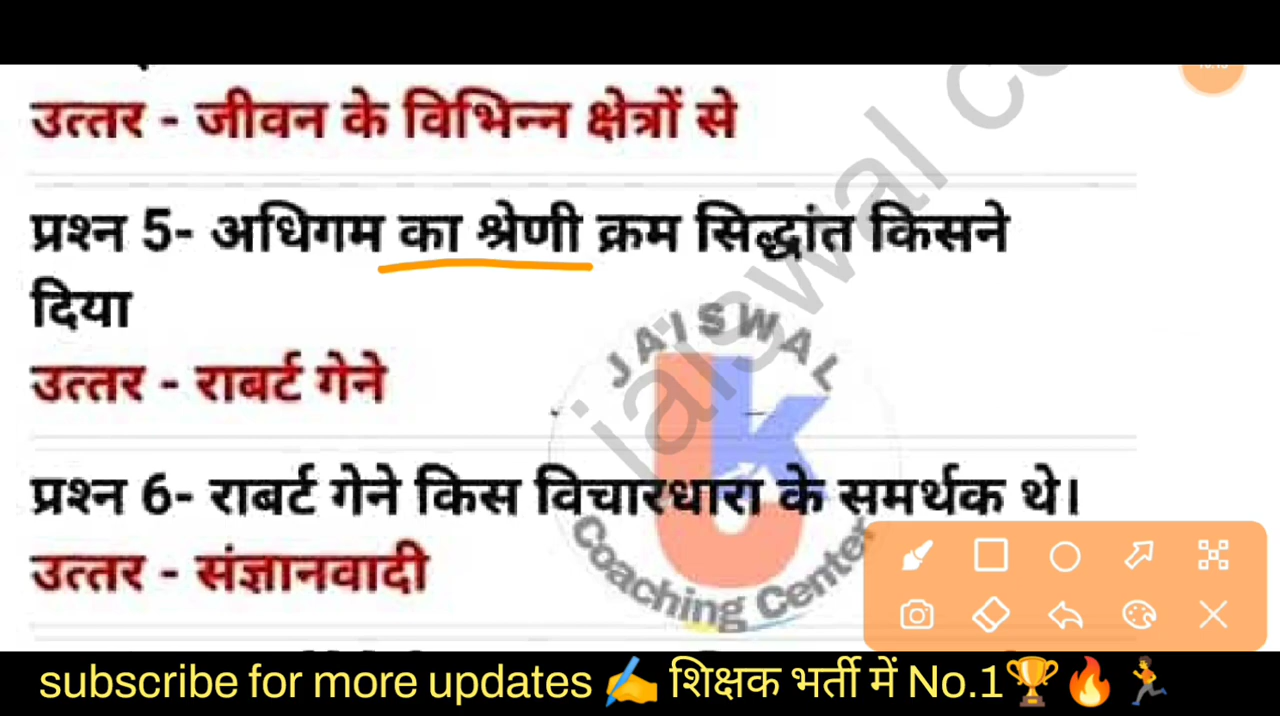 उत्तर - जीवन के विभिन्न क्षेत्रों से
प्रश्न 5- अधिगम का श्रेणी क्रम सिद्धांत किसने
दिया
उत्तर - राबर्ट गेने
प्रश्न 6- राबर्ट गेने किस विचारधारा के समर्थक थे।
उत्तर - संज्ञानवादी
JAISWAL
Coaching Center
jaiswal
subscribe for more updates ✍️ शिक्षक भर्ती में No.1🏆🔥🏃